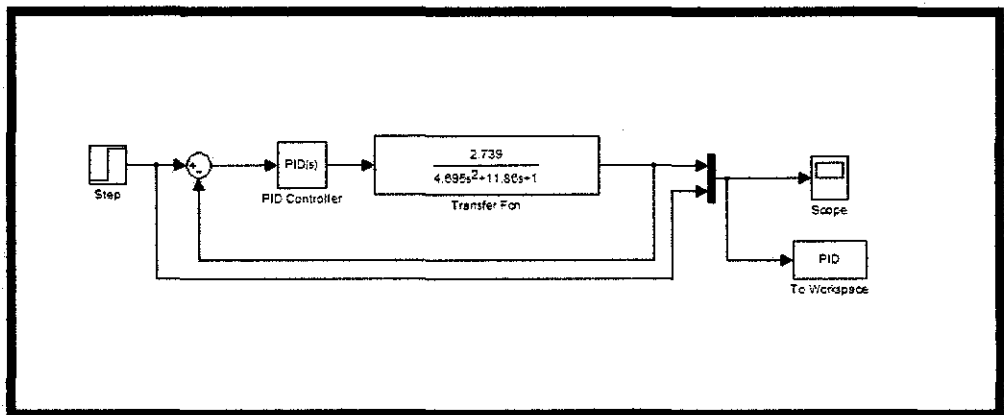 Step
+
-
PID(s)
PID Controller
2.739
4.695s²+11.86s+1
Transfer Fcn
Scope
PID
To Workspace